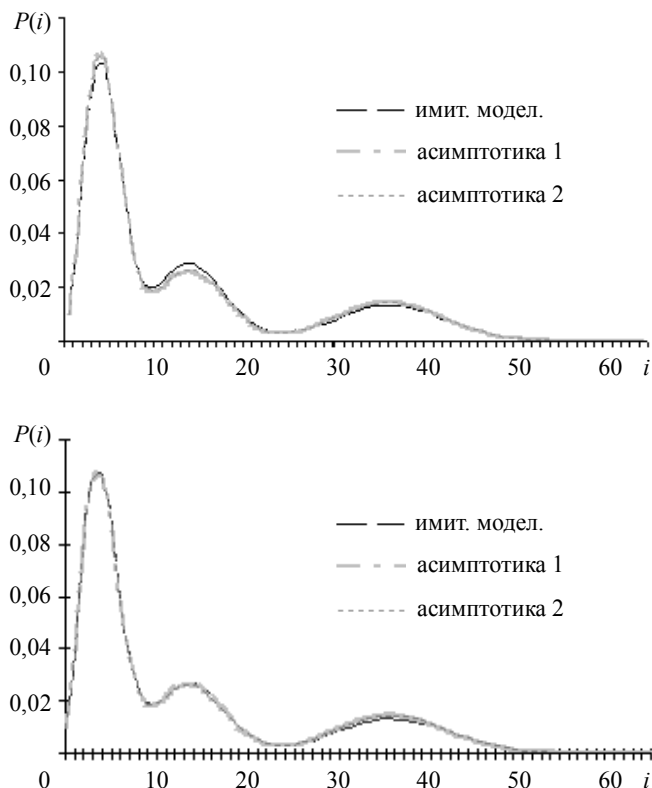 P(i)
0,10
0,08
0,06
0,04
0,02
имит. модел.
асимптотика 1
асимптотика 2
0 10 20 30 40 50 60 i
P(i)
0,10
0,08
0,06
0,04
0,02
имит. модел.
асимптотика 1
асимптотика 2
0 10 20 30 40 50 60 i